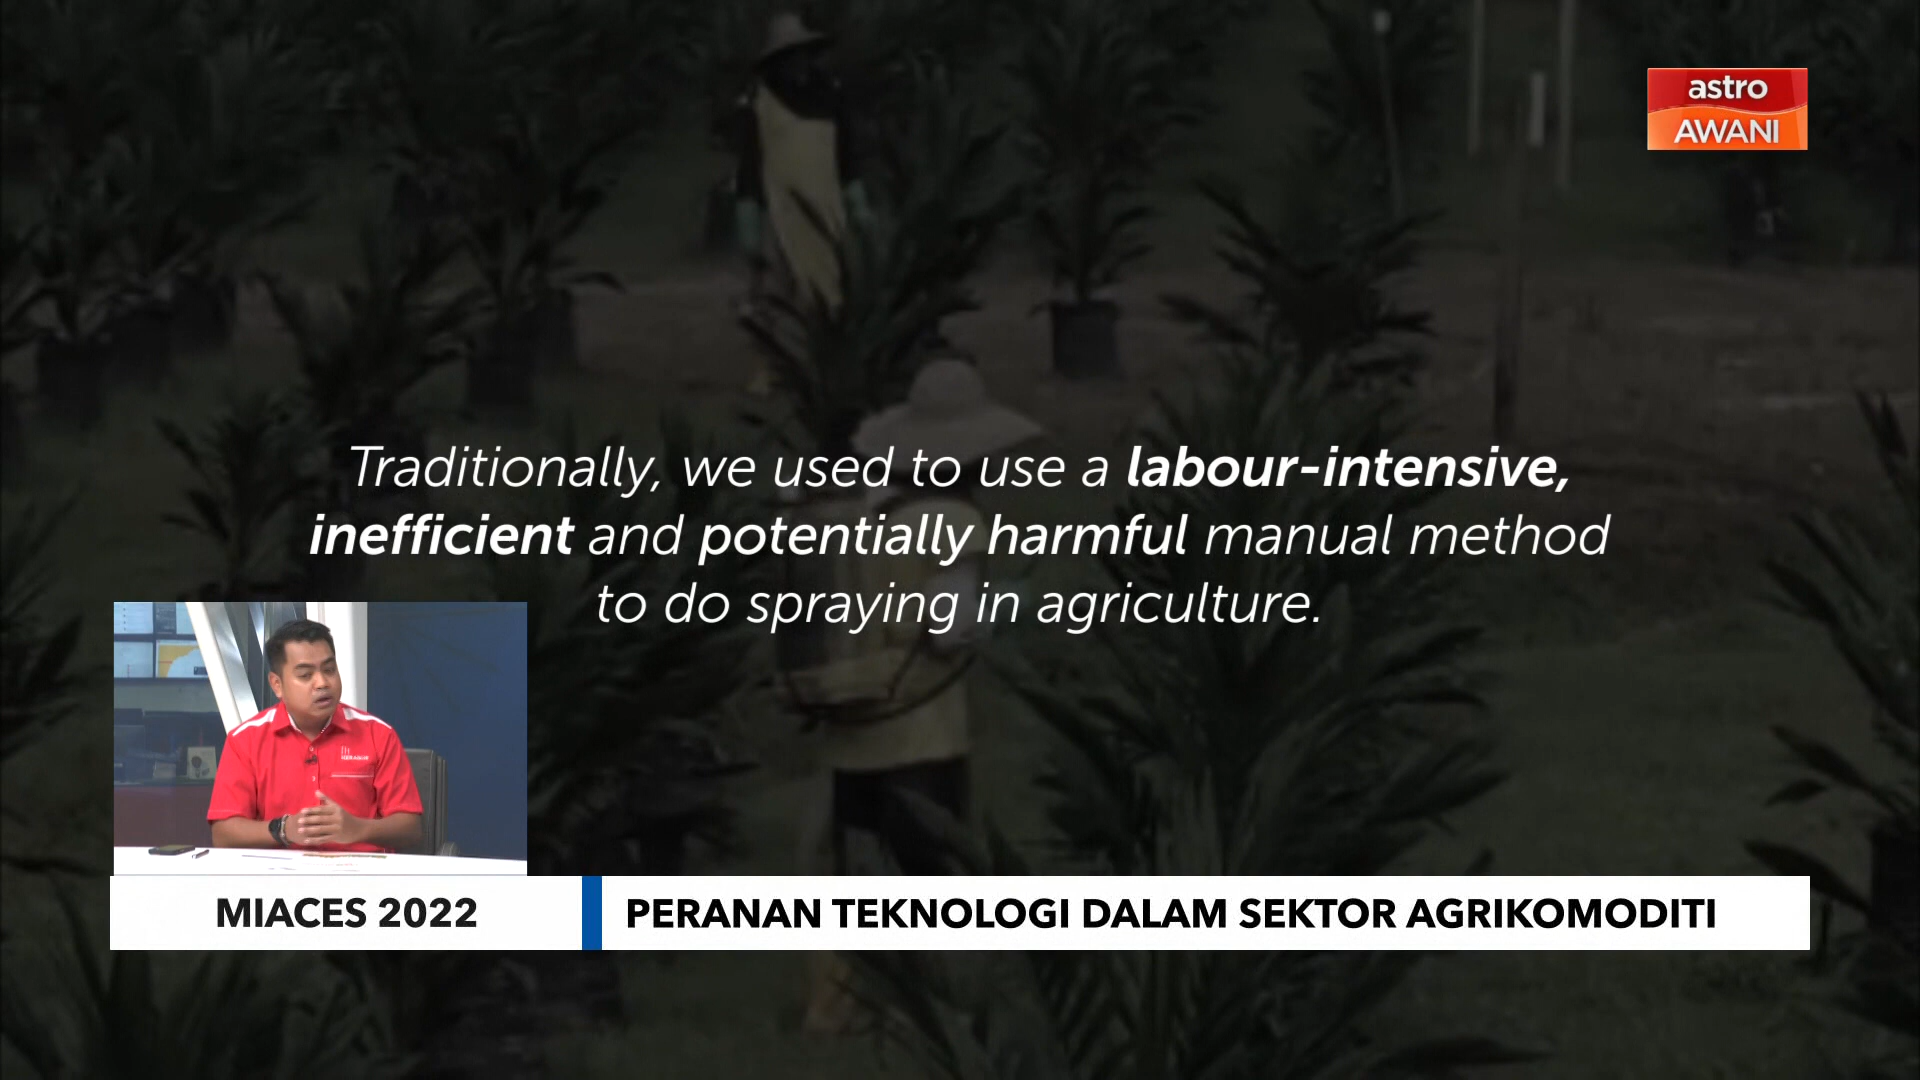 astro
AWANI
Traditionally, we used to use a labour-intensive,
inefficient and potentially harmful manual method
to do spraying in agriculture.
MIACES 2022
PERANAN TEKNOLOGI DALAM SEKTOR AGRIKOMODITI